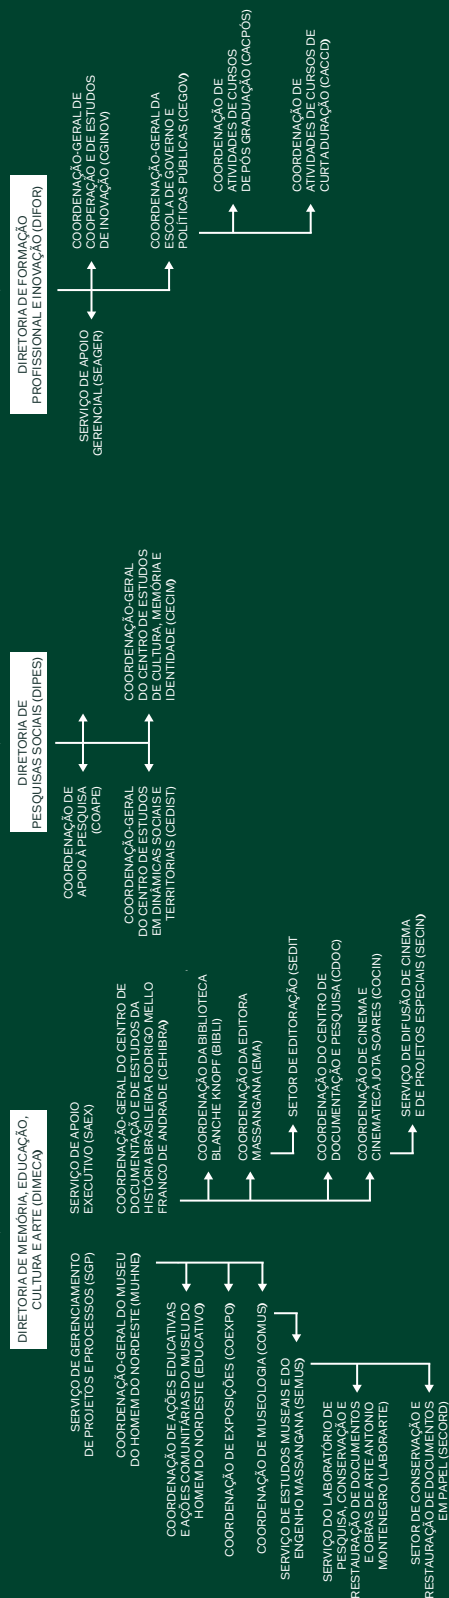 DIRETORIA DE MEMÓRIA, EDUCAÇÃO,
CULTURA E ARTE (DIMECA)
SERVIÇO DE GERENCIAMENTO
DE PROJETOS E PROCESSOS (SGP)
SERVIÇO DE APOIO
EXECUTIVO (SAEX)
COORDENAÇÃO-GERAL DO MUSEU
DO HOMEM DO NORDESTE (MUHNE)
COORDENAÇÃO DE AÇÕES EDUCATIVAS
E AÇÕES COMUNITÁRIAS DO MUSEU DO
HOMEM DO NORDESTE (EDUCATIVO)
COORDENAÇÃO DE EXPOSIÇÕES (COEXPO)
COORDENAÇÃO DE MUSEOLOGIA (COMUS)
SERVIÇO DE ESTUDOS MUSEAIS E DO
ENGENHO MASSANGANA (SEMUS)
SERVIÇO DO LABORATÓRIO DE
PESQUISA, CONSERVAÇÃO E
RESTAURAÇÃO DE DOCUMENTOS
E OBRAS DE ARTE ANTONIO
MONTENEGRO (LABORARTE)
SETOR DE CONSERVAÇÃO E
RESTAURAÇÃO DE DOCUMENTOS
EM PAPEL (SECORD)
COORDENAÇÃO-GERAL DO CENTRO DE
DOCUMENTAÇÃO E DE ESTUDOS DA
HISTÓRIA BRASILEIRA RODRIGO MELLO
FRANCO DE ANDRADE (CEHIBRA)
COORDENAÇÃO DA BIBLIOTECA
BLANCHE KNOPF (BIBLI)
COORDENAÇÃO DA EDITORA
MASSANGANA (EMA)
SETOR DE EDITORAÇÃO (SEDIT
COORDENAÇÃO DO CENTRO DE
DOCUMENTAÇÃO E PESQUISA (CDOC)
COORDENAÇÃO DE CINEMA E
CINEMATECA JOTA SOARES (COCIN)
SERVIÇO DE DIFUSÃO DE CINEMA
E DE PROJETOS ESPECIAIS (SECIN)
DIRETORIA DE
PESQUISAS SOCIAIS (DIPES)
COORDENAÇÃO DE
APOIO À PESQUISA
(COAPE)
COORDENAÇÃO-GERAL
DO CENTRO DE ESTUDOS
EM DINÂMICAS SOCIAIS E
TERRITORIAIS (CEDIST)
COORDENAÇÃO-GERAL
DO CENTRO DE ESTUDOS
DE CULTURA, MEMÓRIA E
IDENTIDADE (CECIM)
DIRETORIA DE FORMAÇÃO
PROFISSIONAL E INOVAÇÃO (DIFOR)
SERVIÇO DE APOIO
GERENCIAL (SEAGER)
COORDENAÇÃO-GERAL DE
COOPERAÇÃO E DE ESTUDOS
DE INOVAÇÃO (CGINOV)
COORDENAÇÃO-GERAL DA
ESCOLA DE GOVERNO E
POLÍTICAS PÚBLICAS (CEGOV)
COORDENAÇÃO DE
ATIVIDADES DE CURSOS
DE PÓS GRADUAÇÃO (CACPÓS)
COORDENAÇÃO DE
ATIVIDADES DE CURSOS DE
CURTA DURAÇÃO (CACCD)